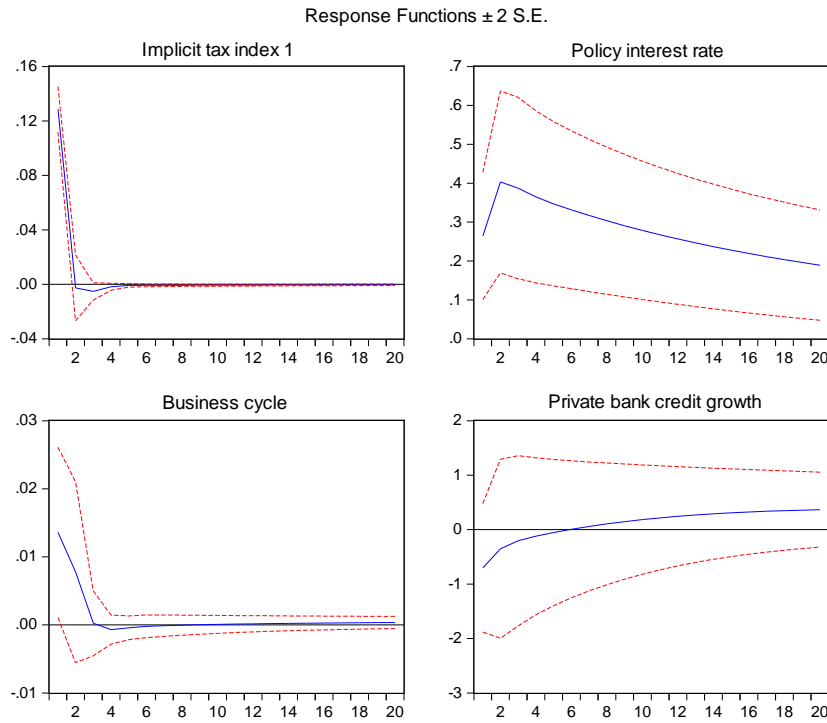 Response Functions ± 2 S.E.
Implicit tax index 1
.16
.12
.08
.04
.00
-.04
2 4 6 8 10 12 14 16 18 20
Policy interest rate
.7
.6
.5
.4
.3
.2
.1
.0
2 4 6 8 10 12 14 16 18 20
Business cycle
.03
.02
.01
.00
-.01
2 4 6 8 10 12 14 16 18 20
Private bank credit growth
2
1
0
-1
-2
-3
2 4 6 8 10 12 14 16 18 20